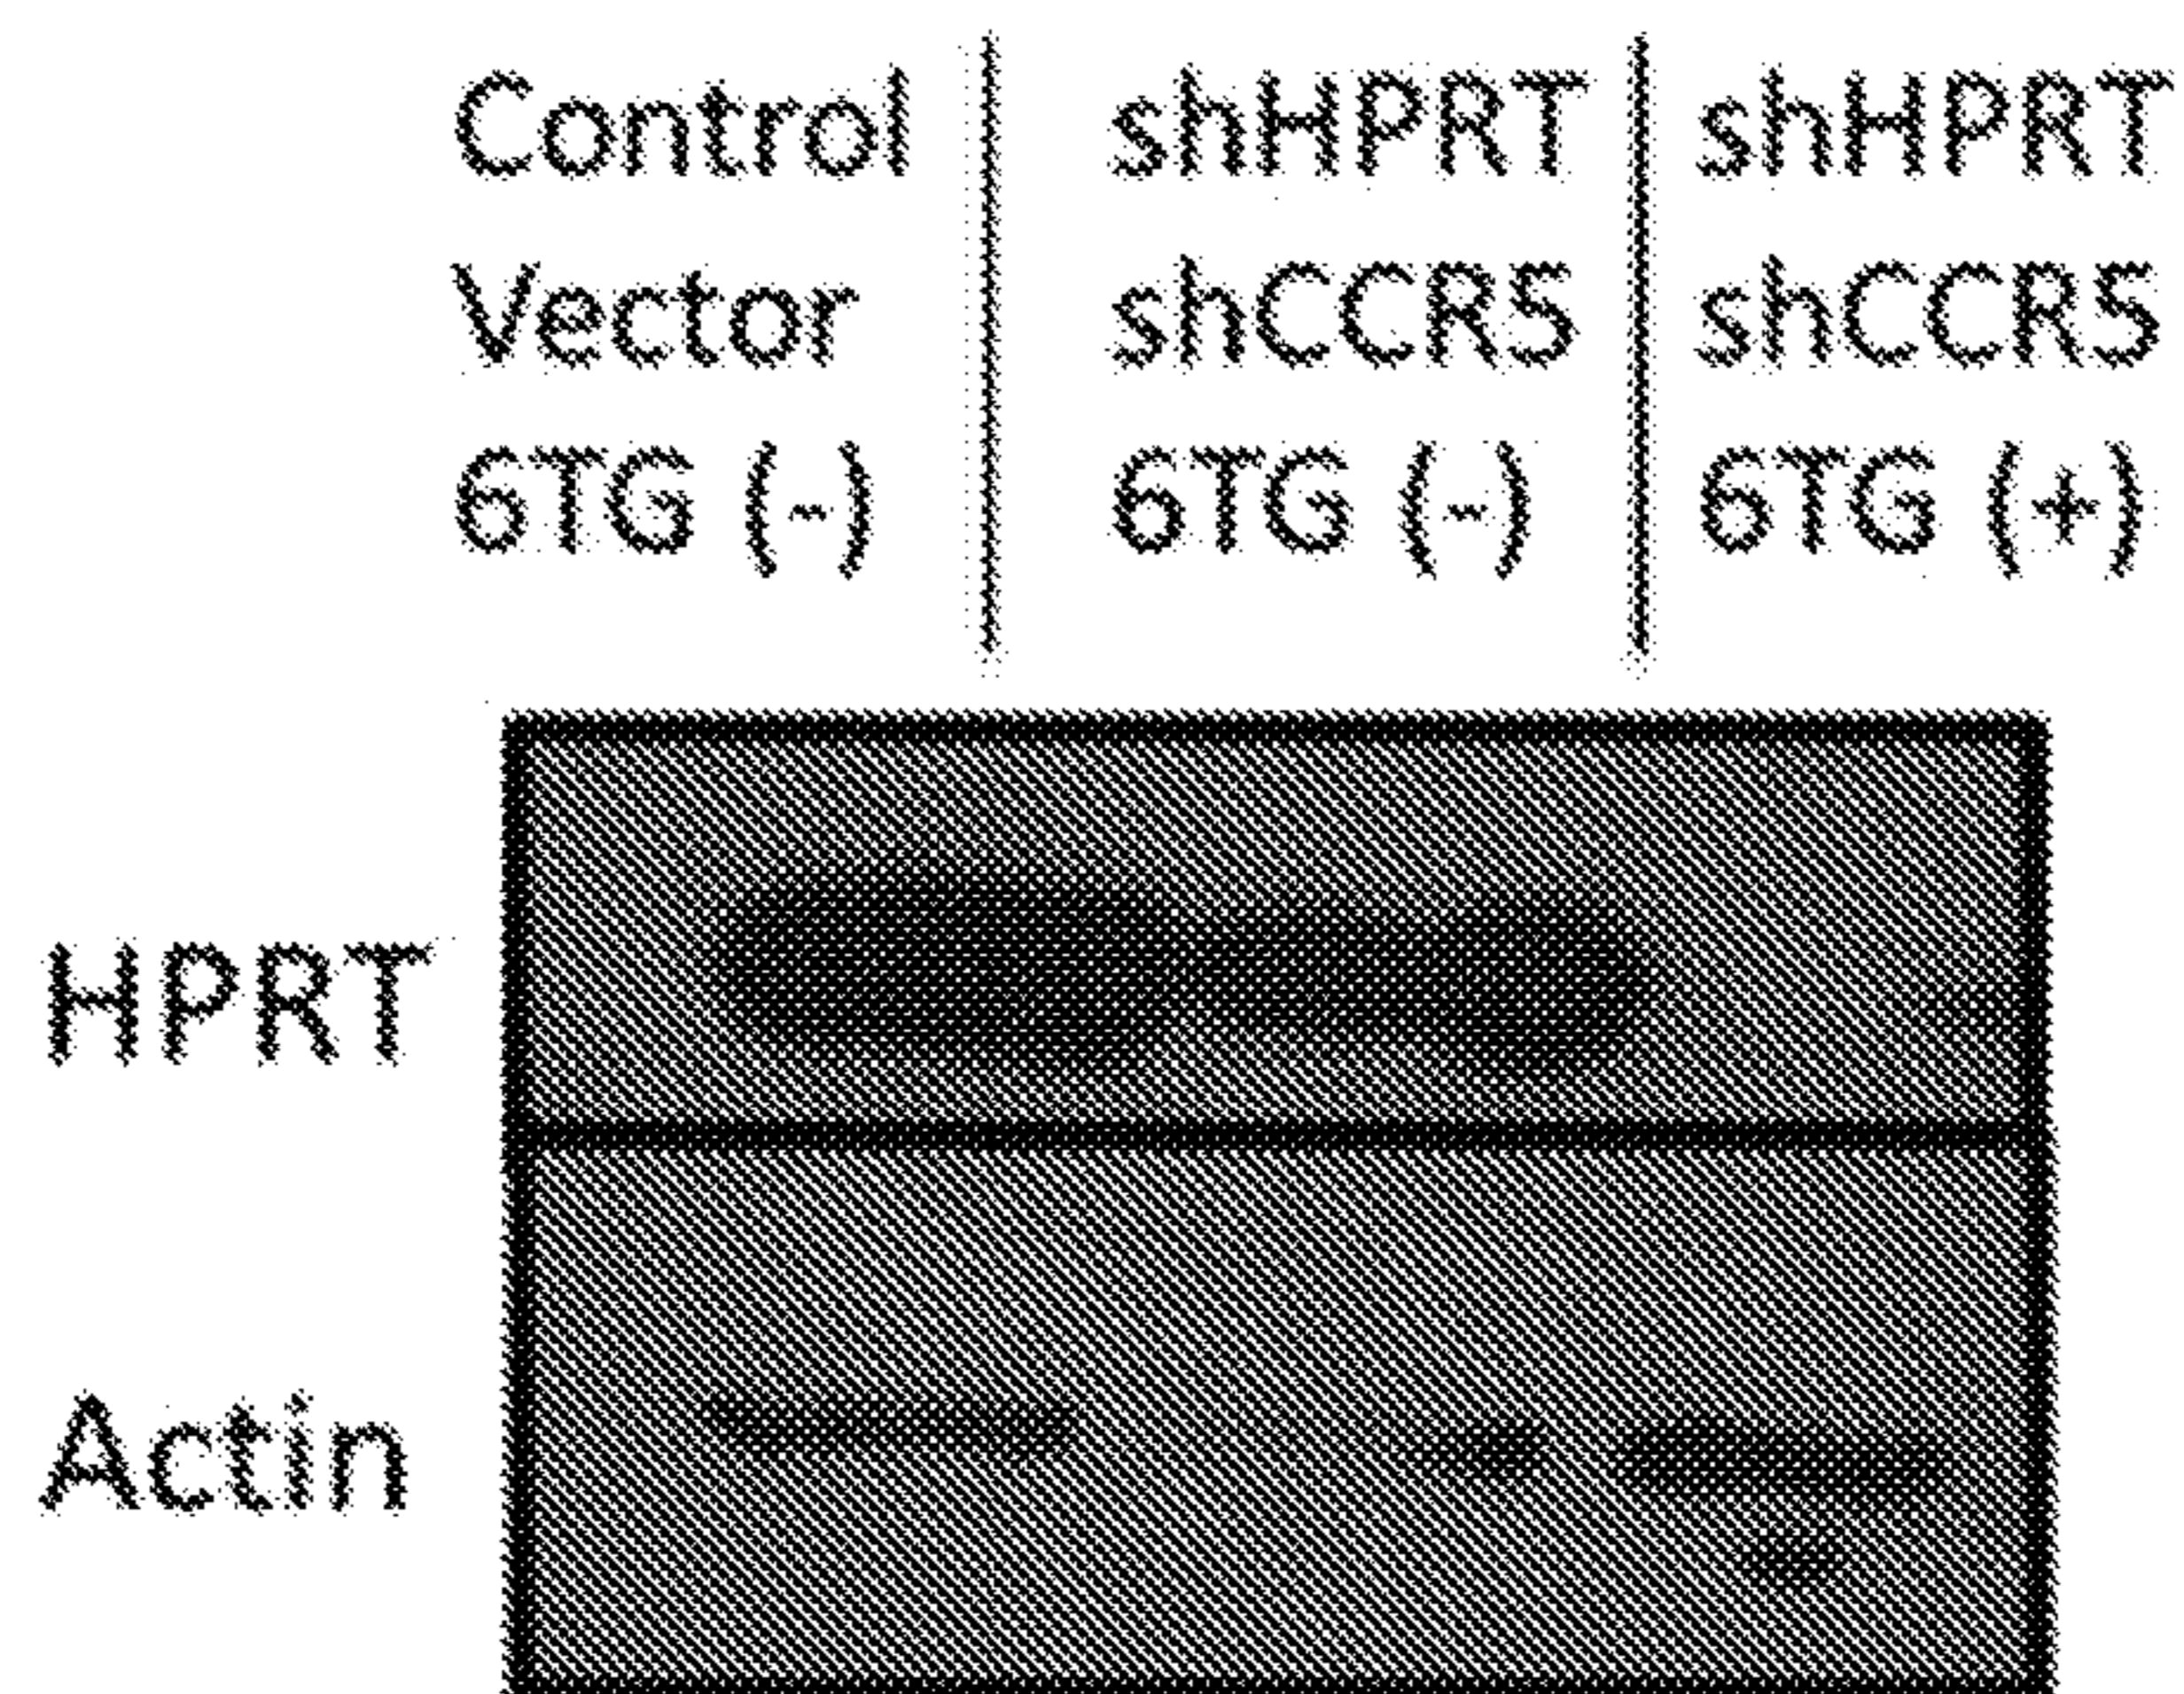 Control shHPRT shHPRT
Vector shCCR5 shCCR5
6TG (-) 6TG (-) 6TG (+)
HPRT
Actin